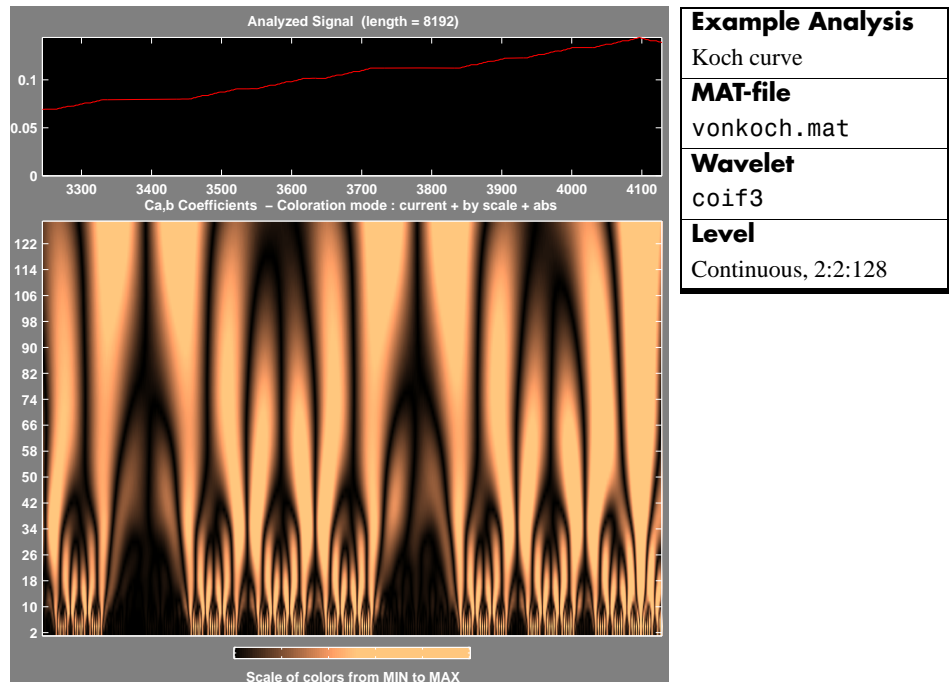 Analyzed Signal (length = 8192)
0.1
0.05
0
3300 3400 3500 3600 3700 3800 3900 4000 4100
Ca,b Coefficients − Coloration mode : current + by scale + abs
122
114
106
98
90
82
74
66
58
50
42
34
26
18
10
2
Scale of colors from MIN to MAX
Example Analysis
Koch curve
MAT-file
vonkoch.mat
Wavelet
coif3
Level
Continuous, 2:2:128